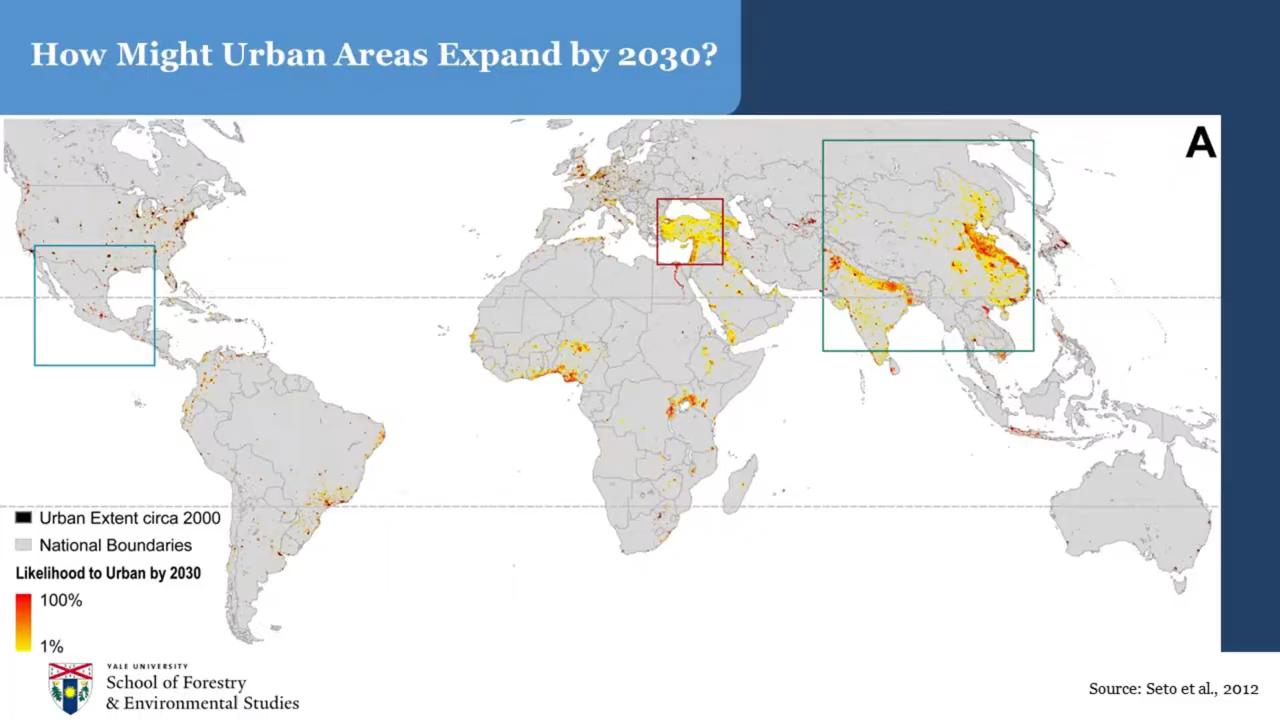 How Might Urban Areas Expand by 2030?
A
Urban Extent circa 2000
National Boundaries
Likelihood to Urban by 2030
100%
1%
YALE UNIVERSITY
School of Forestry
& Environmental Studies
Source: Seto et al., 2012